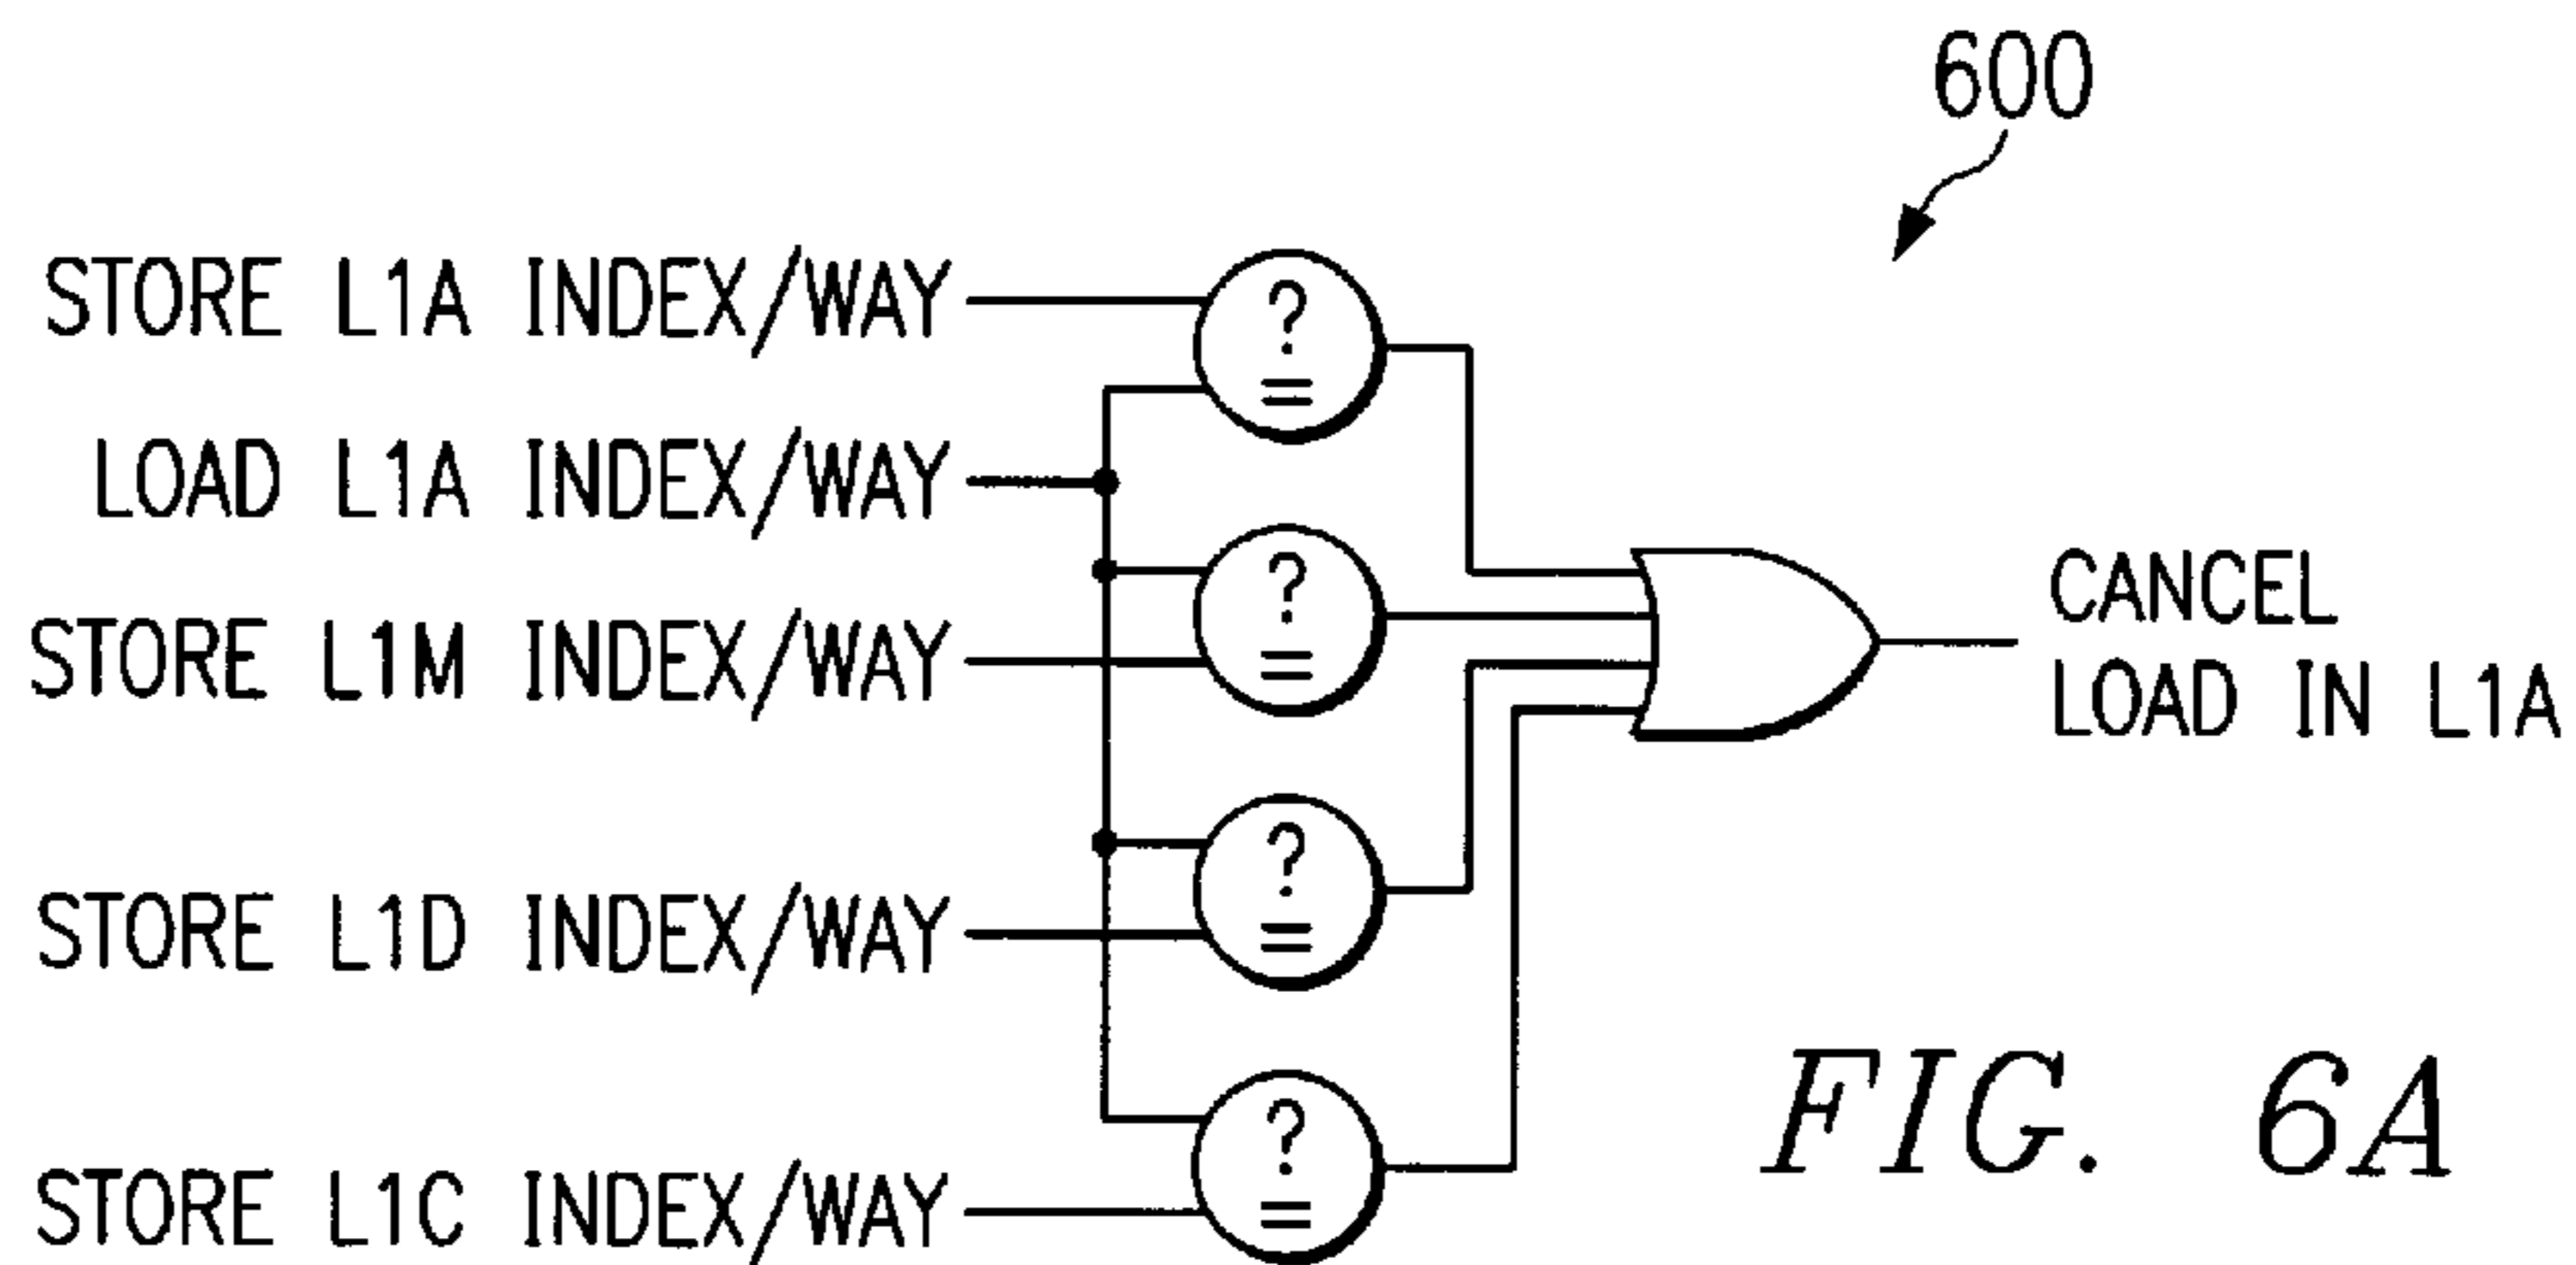 600
STORE L1A INDEX/WAY
?
=
LOAD L1A INDEX/WAY
?
=
STORE L1M INDEX/WAY
CANCEL
LOAD IN L1A
?
=
STORE L1D INDEX/WAY
?
=
STORE L1C INDEX/WAY
FIG. 6A